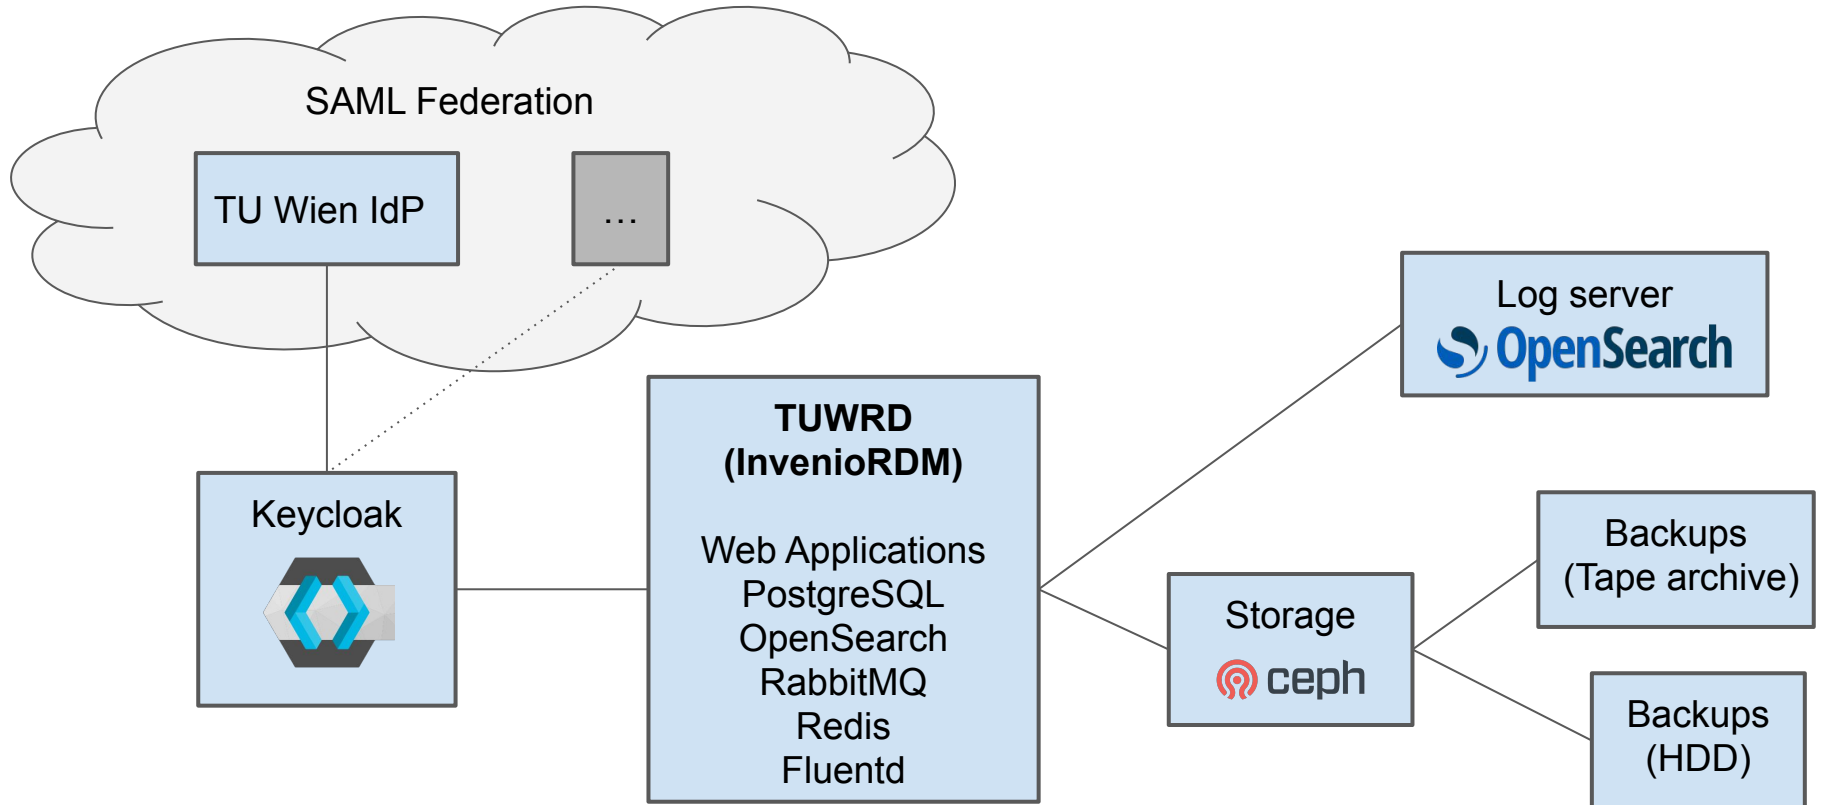 SAML Federation
TU Wien IdP
...
Keycloak
TUWRD
(InvenioRDM)
Web Applications
PostgreSQL
OpenSearch
RabbitMQ
Redis
Fluentd
Log server
OpenSearch
Storage
ceph
Backups
(Tape archive)
Backups
(HDD)